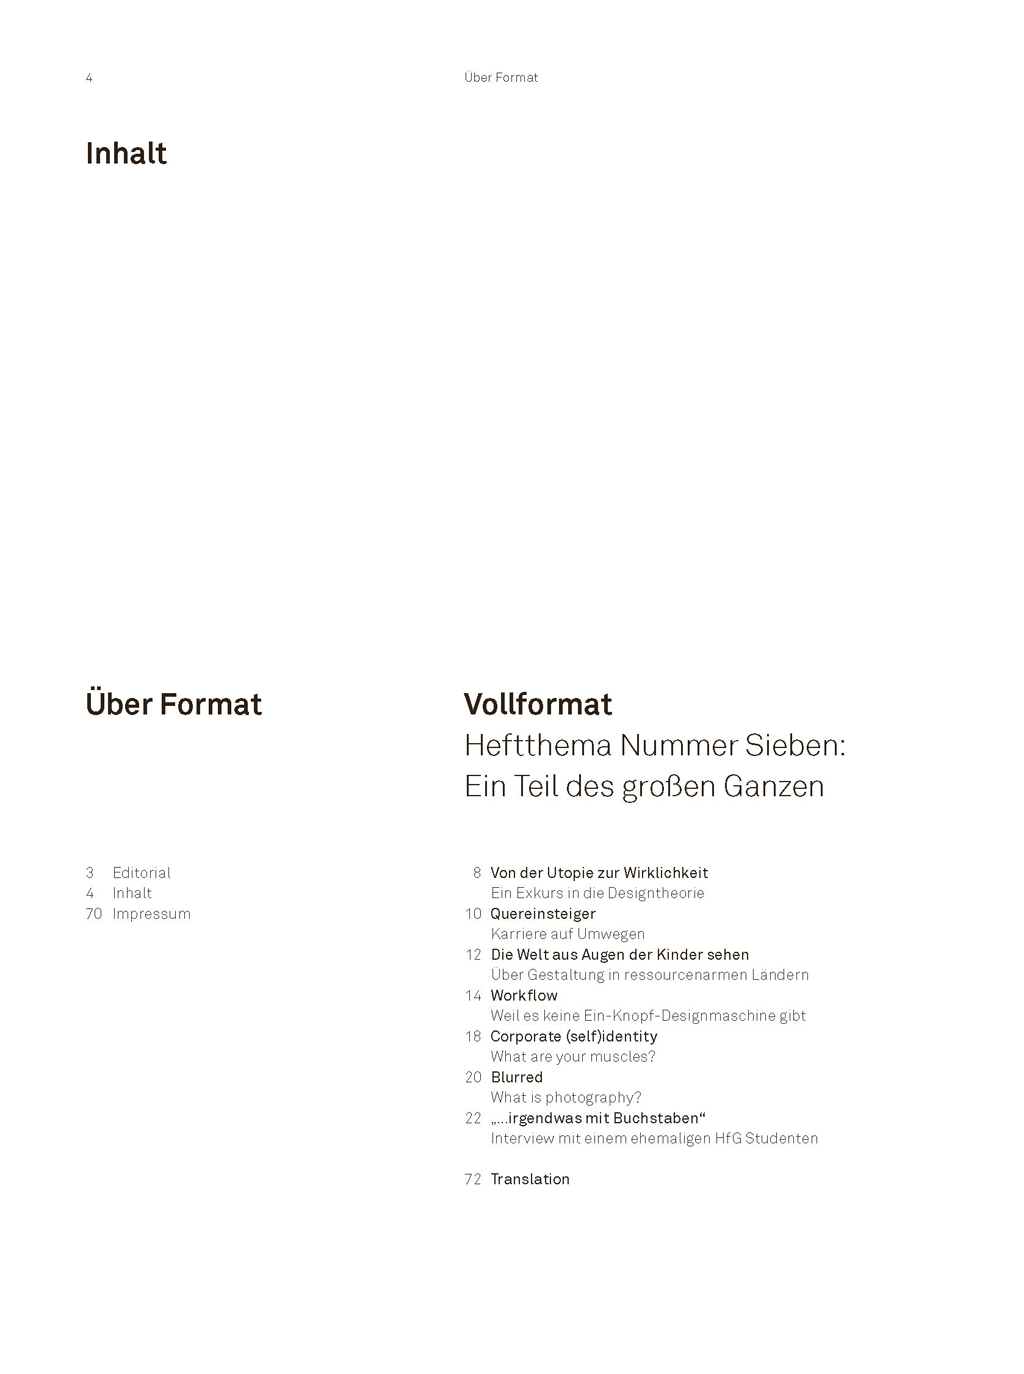 4
Über Format
Inhalt
Über Format
3 Editorial
4 Inhalt
70 Impressum
Vollformat
Heftthema Nummer Sieben:
Ein Teil des großen Ganzen
8 Von der Utopie zur Wirklichkeit
Ein Exkurs in die Designtheorie
10 Quereinsteiger
Karriere auf Umwegen
12 Die Welt aus Augen der Kinder sehen
Über Gestaltung in ressourcenarmen Ländern
14 Workflow
Weil es keine Ein-Knopf-Designmaschine gibt
18 Corporate (self)identity
What are your muscles?
20 Blurred
What is photography?
22 „...irgendwas mit Buchstaben“
Interview mit einem ehemaligen HfG Studenten
72 Translation